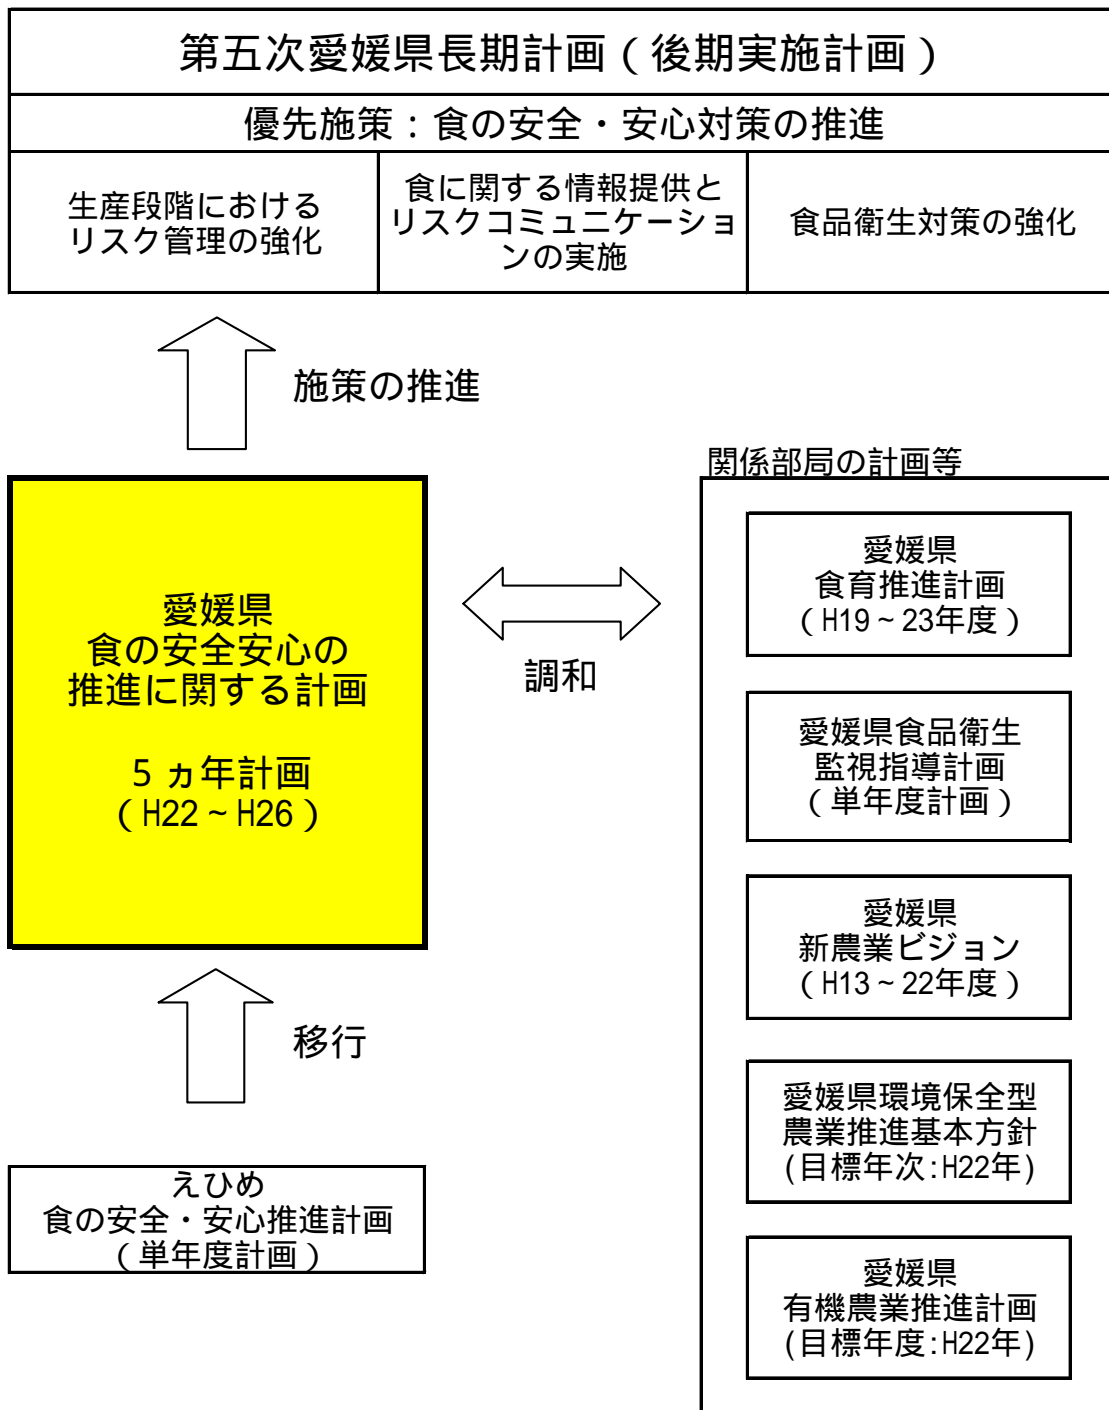 第五次愛媛県長期計画（後期実施計画）
優先施策：食の安全・安心対策の推進
生産段階における
リスク管理の強化
食に関する情報提供と
リスクコミュニケーショ
ンの実施
食品衛生対策の強化
施策の推進
愛媛県
食の安全安心の
推進に関する計画
５ヵ年計画
（H22～H26）
調和
移行
えひめ
食の安全・安心推進計画
（単年度計画）
関係部局の計画等
愛媛県
食育推進計画
（H19～23年度）
愛媛県食品衛生
監視指導計画
（単年度計画）
愛媛県
新農業ビジョン
（H13～22年度）
愛媛県環境保全型
農業推進基本方針
(目標年次:H22年)
愛媛県
有機農業推進計画
(目標年度:H22年)